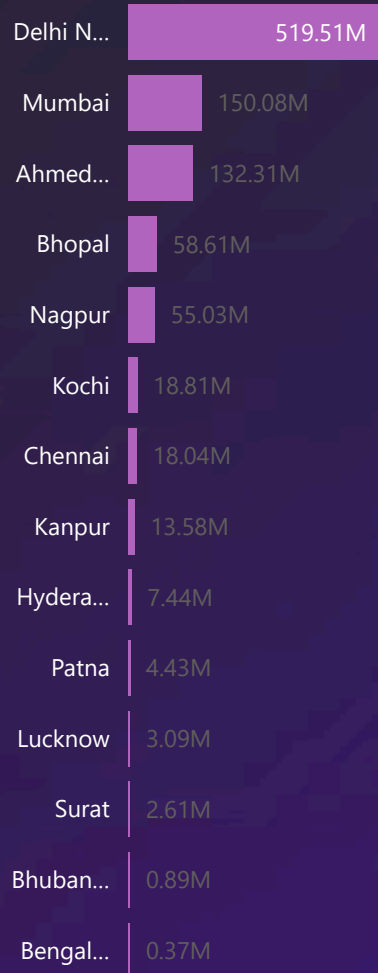 Delhi N... 519.51M
Mumbai 150.08M
Ahmed... 132.31M
Bhopal 58.61M
Nagpur 55.03M
Kochi 18.81M
Chennai 18.04M
Kanpur 13.58M
Hydera... 7.44M
Patna 4.43M
Lucknow 3.09M
Surat 2.61M
Bhuban... 0.89M
Bengal... 0.37M